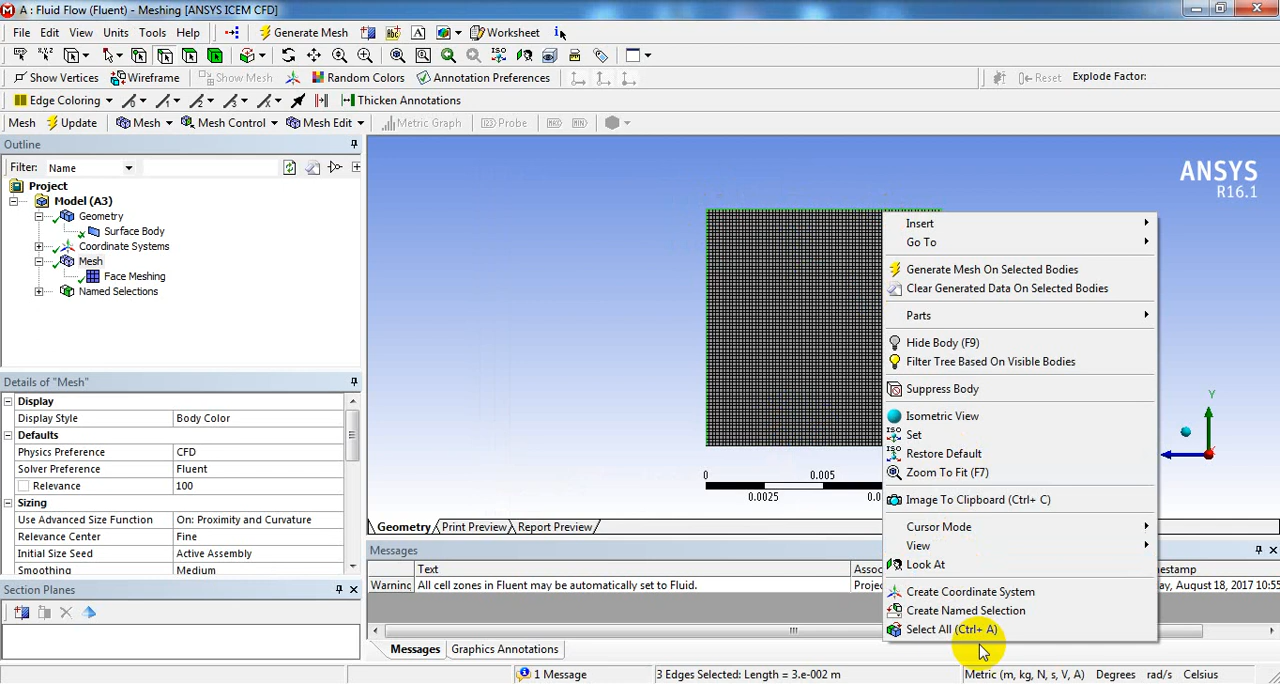 A : Fluid Flow (Fluent) - Meshing [ANSYS ICEM CFD]
File Edit View Units Tools Help Generate Mesh Worksheet
Show Vertices Wireframe Show Mesh Random Colors Annotation Preferences Reset Explode Factor:
Edge Coloring Thicken Annotations
Mesh Update Mesh Mesh Control Mesh Edit Metric Graph Probe
Outline
Filter: Name
Project
Model (A3)
Geometry
Surface Body
Coordinate Systems
Mesh
Face Meshing
Named Selections
Details of "Mesh"
Display
Display Style Body Color
Defaults
Physics Preference CFD
Solver Preference Fluent
Relevance 100
Sizing
Use Advanced Size Function On: Proximity and Curvature
Relevance Center Fine
Initial Size Seed Active Assembly
Smoothing Medium
Section Planes
ANSYS
R16.1
Y
0 0.005
0.0025 0.0
Insert
Go To
Generate Mesh On Selected Bodies
Clear Generated Data On Selected Bodies
Parts
Hide Body (F9)
Filter Tree Based On Visible Bodies
Suppress Body
Isometric View
Set
Restore Default
Zoom To Fit (F7)
Image To Clipboard (Ctrl+ C)
Cursor Mode
View
Look At
Create Coordinate System
Create Named Selection
Select All (Ctrl+ A)
Geometry Print Preview Report Preview
Messages
Text Asso mestamp
Warning All cell zones in Fluent may be automatically set to Fluid. Proje y, August 18, 2017 10:55
Messages Graphics Annotations
1 Message 3 Edges Selected: Length = 3.e-002 m Metric (m, kg, N, s, V, A) Degrees rad/s Celsius